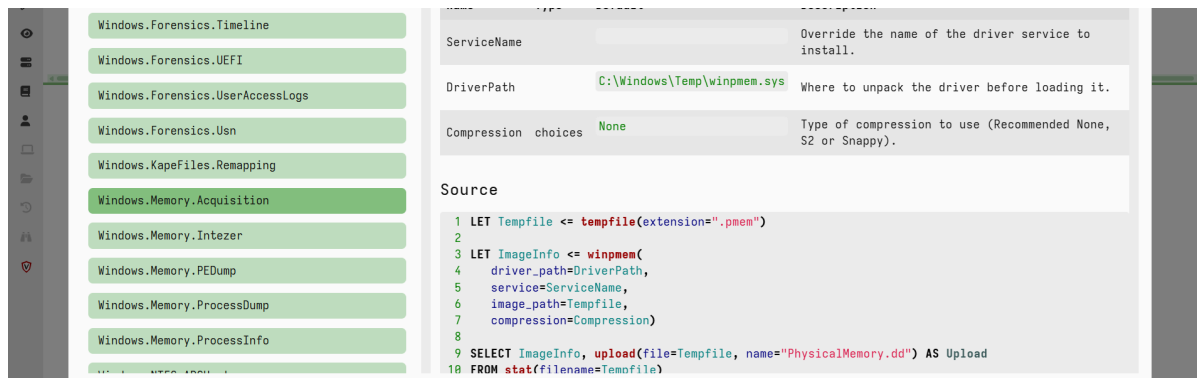 Windows.Forensics.Timeline
Windows.Forensics.UEFI
Windows.Forensics.UserAccessLogs
Windows.Forensics.Usn
Windows.KapeFiles.Remapping
Windows.Memory.Acquisition
Windows.Memory.Intezer
Windows.Memory.PEDump
Windows.Memory.ProcessDump
Windows.Memory.ProcessInfo
ServiceName Override the name of the driver service to
install.
DriverPath C:\Windows\Temp\winpmem.sys Where to unpack the driver before loading it.
Compression choices None Type of compression to use (Recommended None,
S2 or Snappy).
Source
1 LET Tempfile <= tempfile(extension=".pmem")
2
3 LET ImageInfo <= winpmem(
4 driver_path=DriverPath,
5 service=ServiceName,
6 image_path=Tempfile,
7 compression=Compression)
8
9 SELECT ImageInfo, upload(file=Tempfile, name="PhysicalMemory.dd") AS Upload
10 FROM stat(filename=Tempfile)